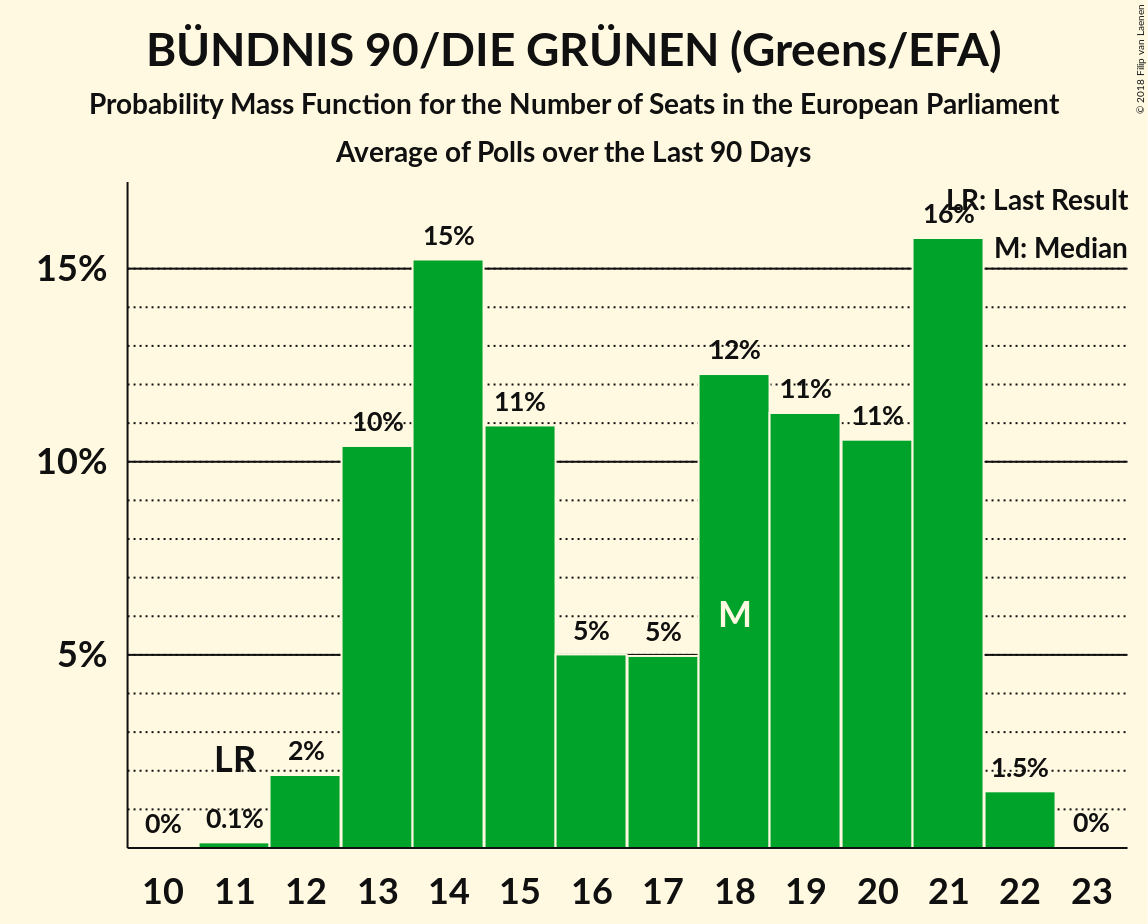 BÜNDNIS 90/DIE GRÜNEN (Greens/EFA)
Probability Mass Function for the Number of Seats in the European Parliament
Average of Polls over the Last 90 Days
© 2018 Filip van Laenen
LR: Last Result
M: Median
16%
15%
15%
12%
11%
11%
11%
10%
10%
5%
5%
5%
M
LR
2%
1.5%
0%
0.1%
0%
10 11 12 13 14 15 16 17 18 19 20 21 22 23